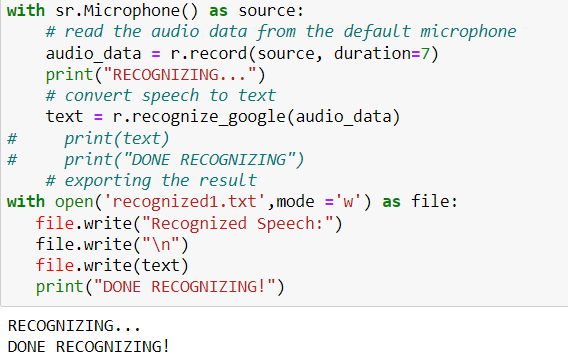 with sr.Microphone() as source:
    # read the audio data from the default microphone
    audio_data = r.record(source, duration=7)
    print("RECOGNIZING...")
    # convert speech to text
    text = r.recognize_google(audio_data)
#     print(text)
#     print("DONE RECOGNIZING")
    # exporting the result
with open('recognized1.txt',mode ='w') as file:
   file.write("Recognized Speech:")
   file.write("\n")
   file.write(text)
   print("DONE RECOGNIZING!")
RECOGNIZING...
DONE RECOGNIZING!